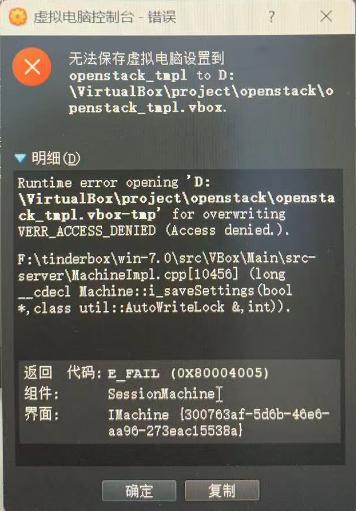 虚拟电脑控制台 - 错误
无法保存虚拟电脑设置到
openstack_tmpl to D:
\VirtualBox\project\openstack\o
penstack_tmpl.vbox.
明细(D)
Runtime error opening 'D:
\VirtualBox\project\openstack\opensta
ck_tmpl.vbox-tmp' for overwriting
VERR_ACCESS_DENIED (Access denied.).
F:\tinderbox\win-7.0\src\VBox\Main\src-
server\MachineImpl.cpp[10456] (long
__cdecl Machine::i_saveSettings(bool
*,class util::AutoWriteLock &,int)).
返回 代码: E_FAIL (0X80004005)
组件: SessionMachine
界面: IMachine {300763af-5d6b-46e6-
aa96-273eac15538a}
确定 复制